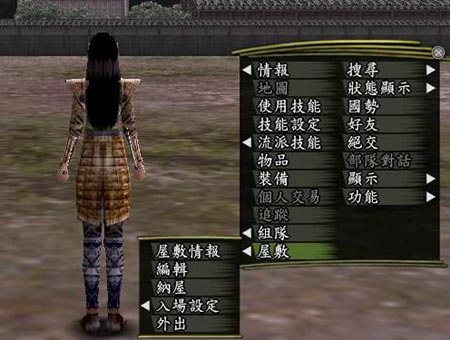 情報
地圖
使用技能
技能設定
流派技能
物品
裝備
個人交易
追蹤
組隊
屋敷
搜尋
狀態顯示
國勢
好友
絕交
部隊對話
顯示
功能
屋敷情報
編輯
納屋
入場設定
外出